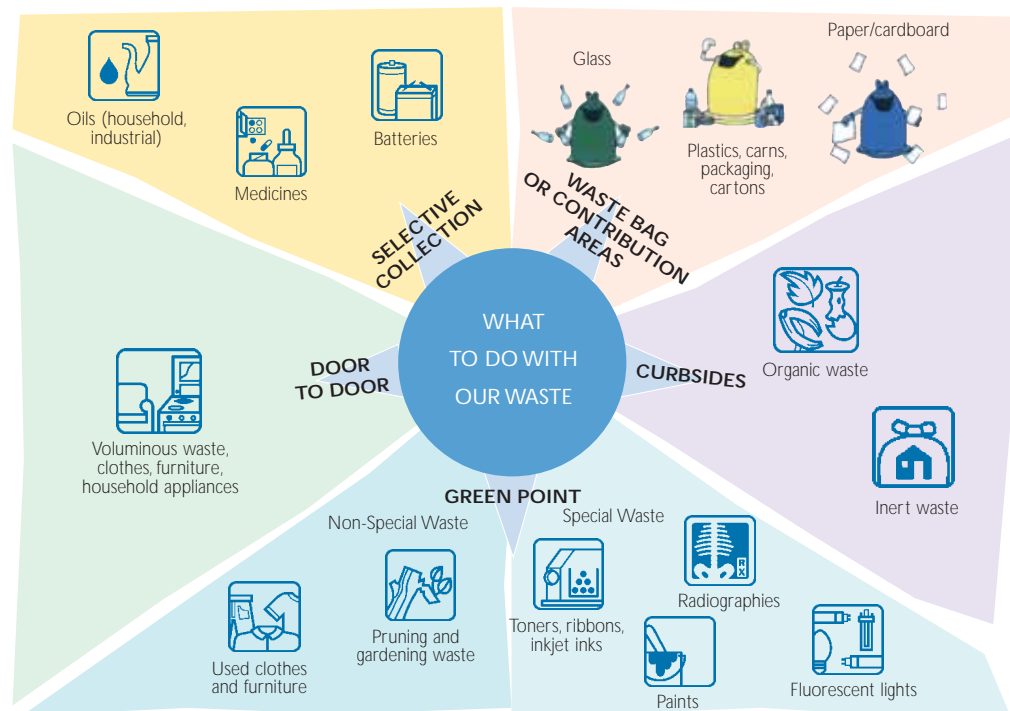 Oils (household,
industrial)
Medicines
Batteries
SELECTIVE
COLLECTION
Glass
Plastics, carns,
packaging,
cartons
Paper/cardboard
WASTE BAG
OR CONTRIBUTION
AREAS
WHAT
TO DO WITH
OUR WASTE
DOOR
TO DOOR
Voluminous waste,
clothes, furniture,
household appliances
CURBSIDES
Organic waste
Inert waste
GREEN POINT
Non-Special Waste
Used clothes
and furniture
Pruning and
gardening waste
Special Waste
Toners, ribbons,
inkjet inks
RX
Radiographies
Paints
Fluorescent lights